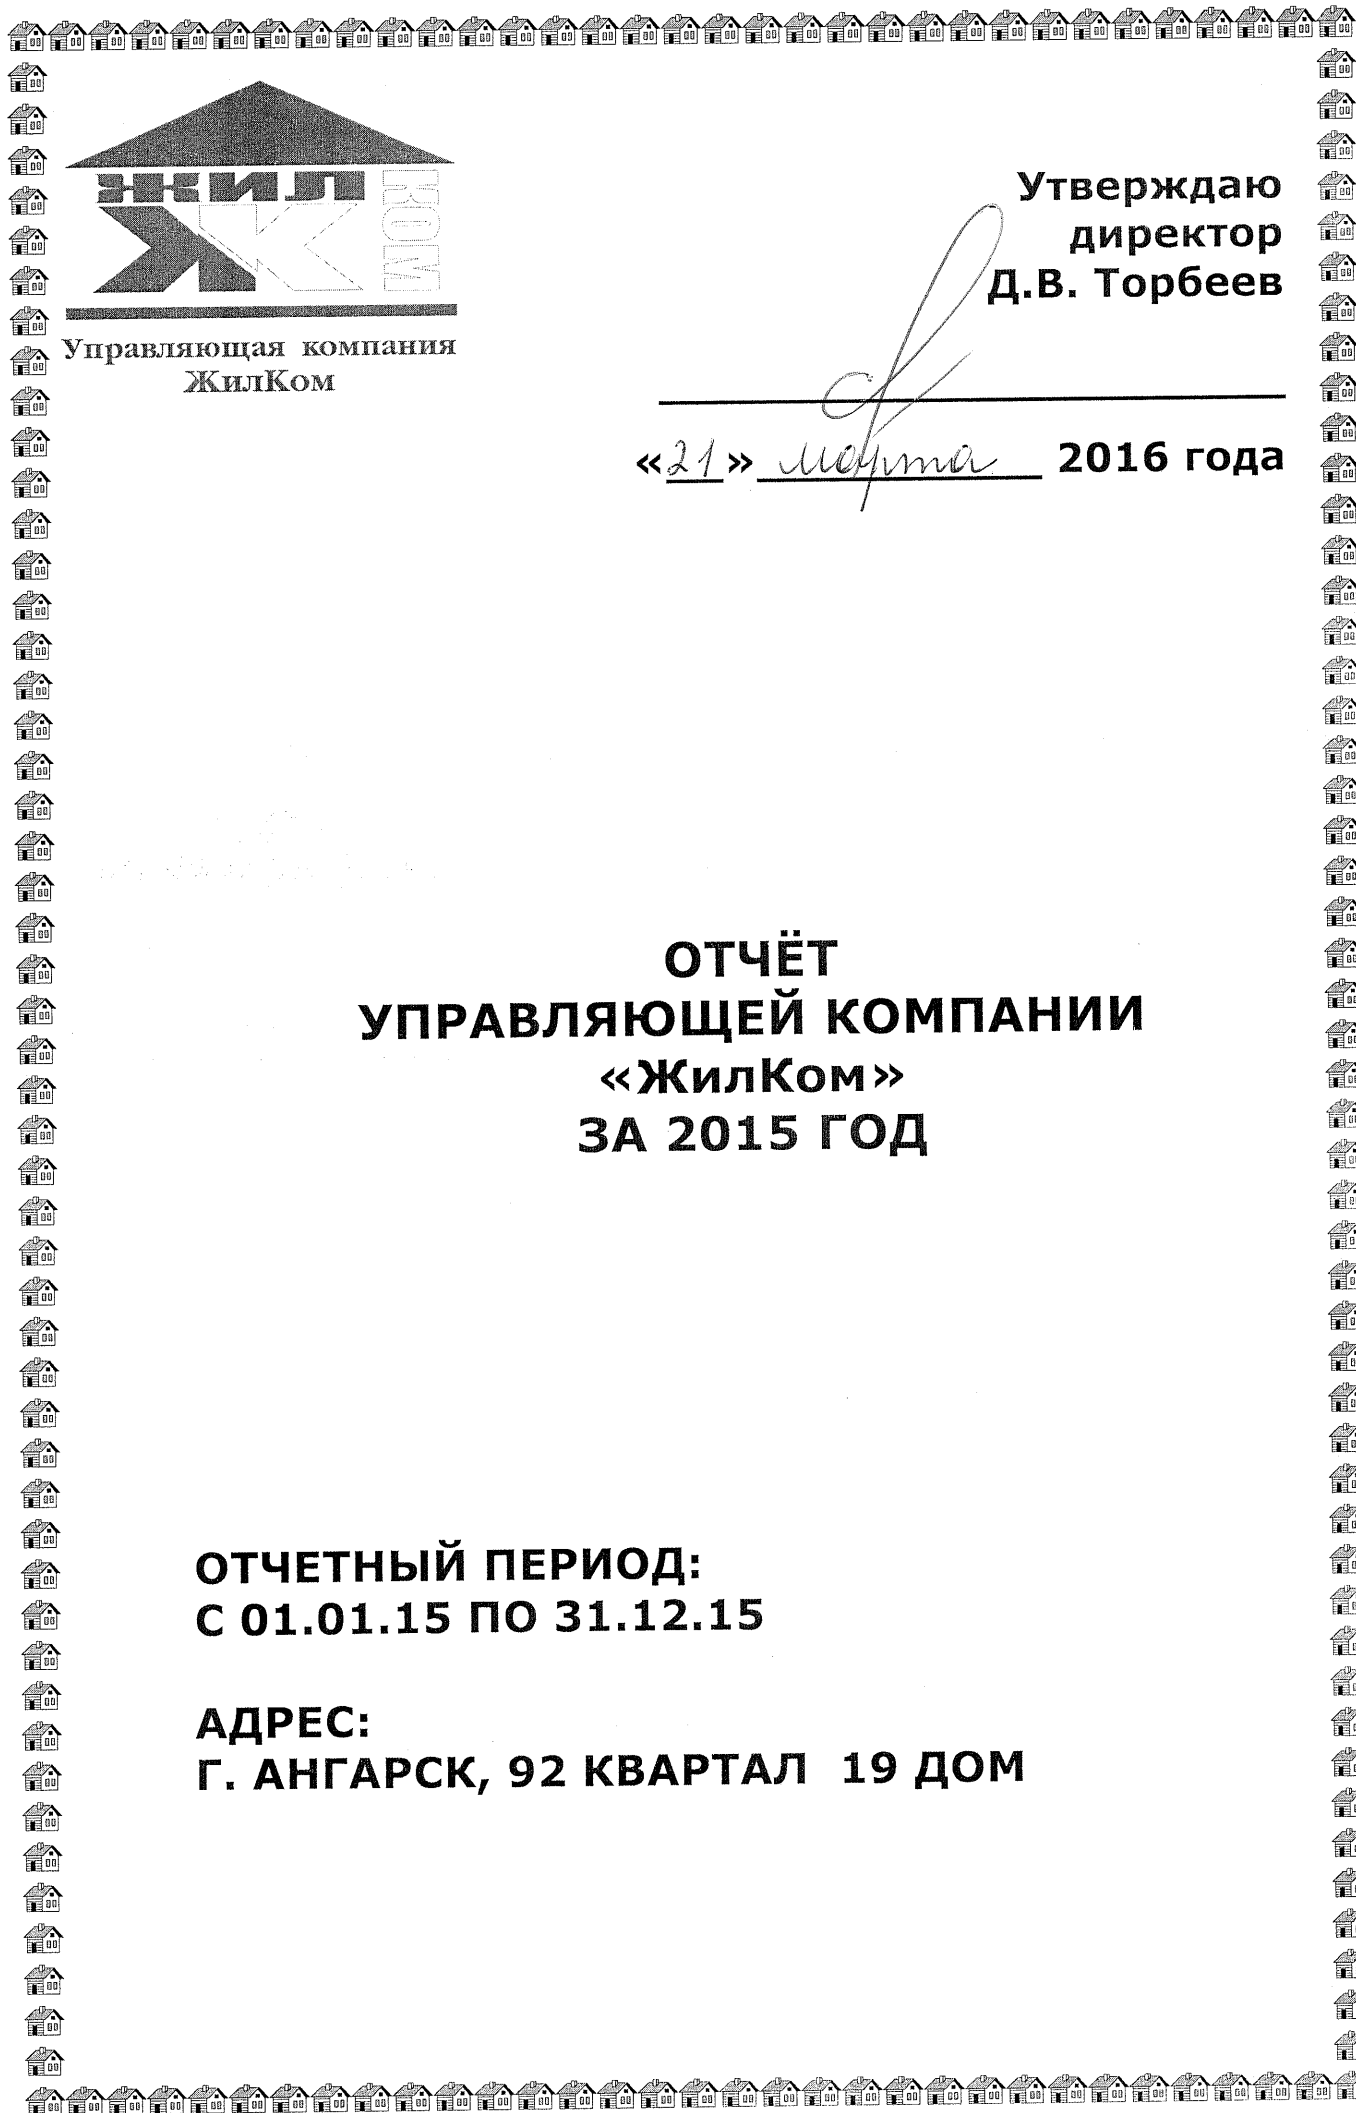 ЖИЛ
КОМ
ЖК
Управляющая компания
ЖилКом
Утверждаю
директор
Д.В. Торбеев
«21» марта 2016 года
ОТЧЁТ
УПРАВЛЯЮЩЕЙ КОМПАНИИ
«ЖилКом»
ЗА 2015 ГОД
ОТЧЕТНЫЙ ПЕРИОД:
С 01.01.15 ПО 31.12.15
АДРЕС:
Г. АНГАРСК, 92 КВАРТАЛ 19 ДОМ